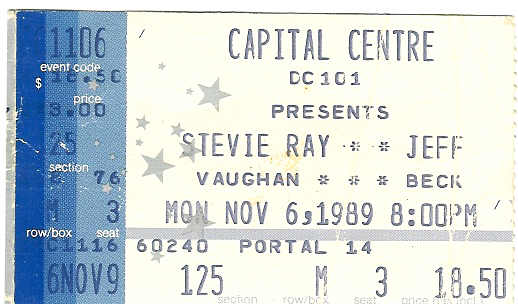 1106
event code
$ 18.50
price
3.00
25
section
76
M 3
row/box seat
C1116
6NOV9
CAPITAL CENTRE
DC101
PRESENTS
STEVIE RAY * * JEFF
VAUGHAN * * * BECK
MON NOV 6,1989 8:00PM
60240 PORTAL 14
125 M 3 18.50
section row/box seat